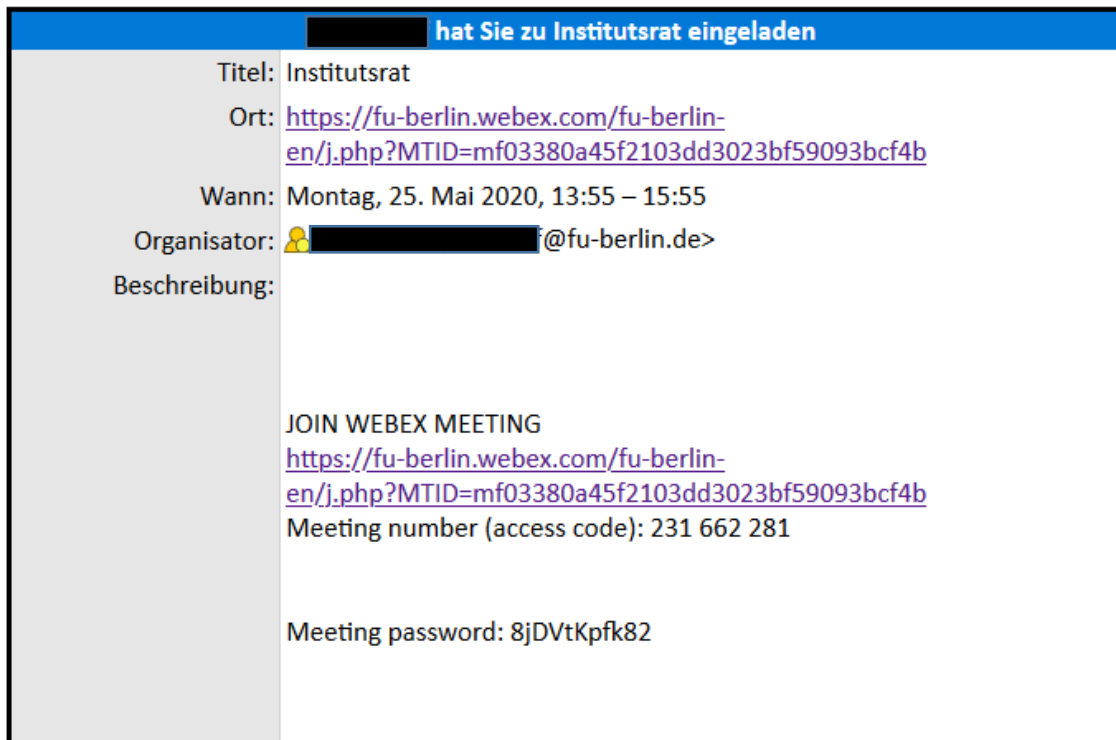 hat Sie zu Institutsrat eingeladen
Titel: Institutsrat
Ort: https://fu-berlin.webex.com/fu-berlin-
en/j.php?MTID=mf03380a45f2103dd3023bf59093bcf4b
Wann: Montag, 25. Mai 2020, 13:55 – 15:55
Organisator: @fu-berlin.de>
Beschreibung:
JOIN WEBEX MEETING
https://fu-berlin.webex.com/fu-berlin-
en/j.php?MTID=mf03380a45f2103dd3023bf59093bcf4b
Meeting number (access code): 231 662 281
Meeting password: 8jDVtKpfk82